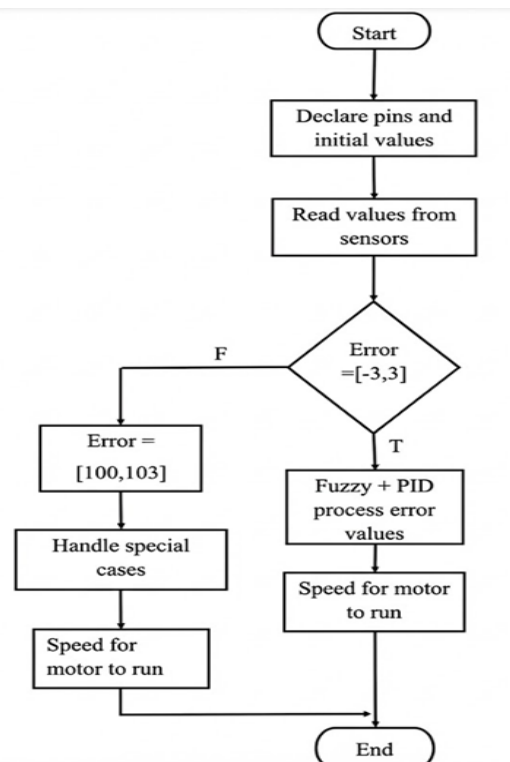 Start
Declare pins and
initial values
Read values from
sensors
Error
=[-3,3]
F
T
Error =
[100,103]
Fuzzy + PID
process error
values
Handle special
cases
Speed for motor
to run
Speed for
motor to run
End